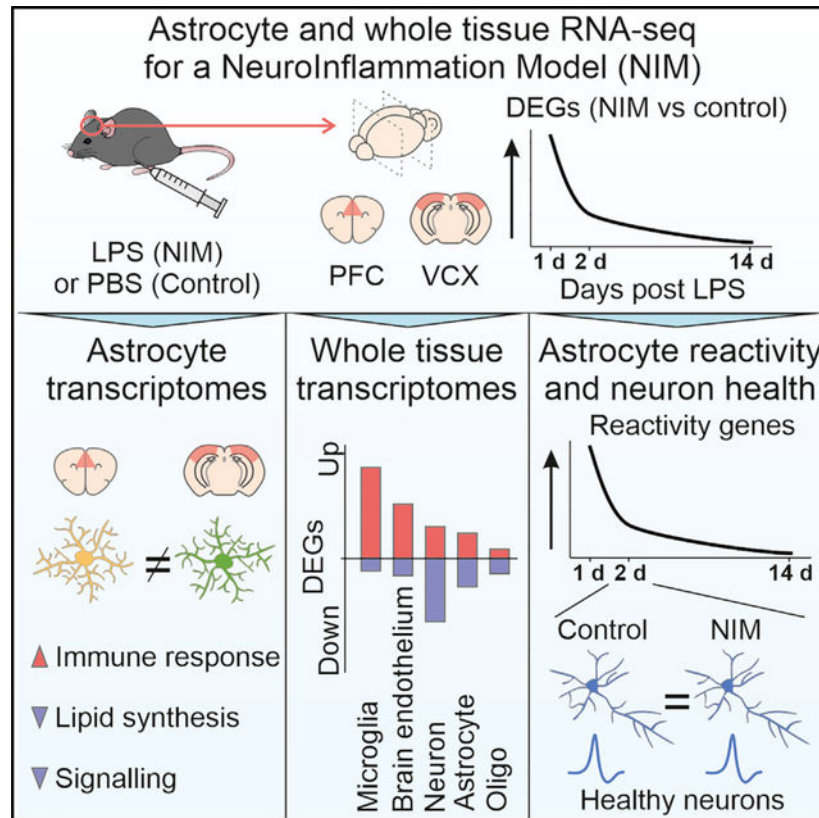 Astrocyte and whole tissue RNA-seq
for a NeuroInflammation Model (NIM)
DEGs (NIM vs control)
LPS (NIM)
or PBS (Control)
PFC
VCX
1 d 2 d 14 d
Days post LPS
Astrocyte
transcriptomes
≠
Immune response
Lipid synthesis
Signalling
Whole tissue
transcriptomes
Up
DEGs
Down
Microglia
Brain endothelium
Neuron
Astrocyte
Oligo
Astrocyte reactivity
and neuron health
Reactivity genes
1 d 2 d 14 d
Control NIM
=
Healthy neurons